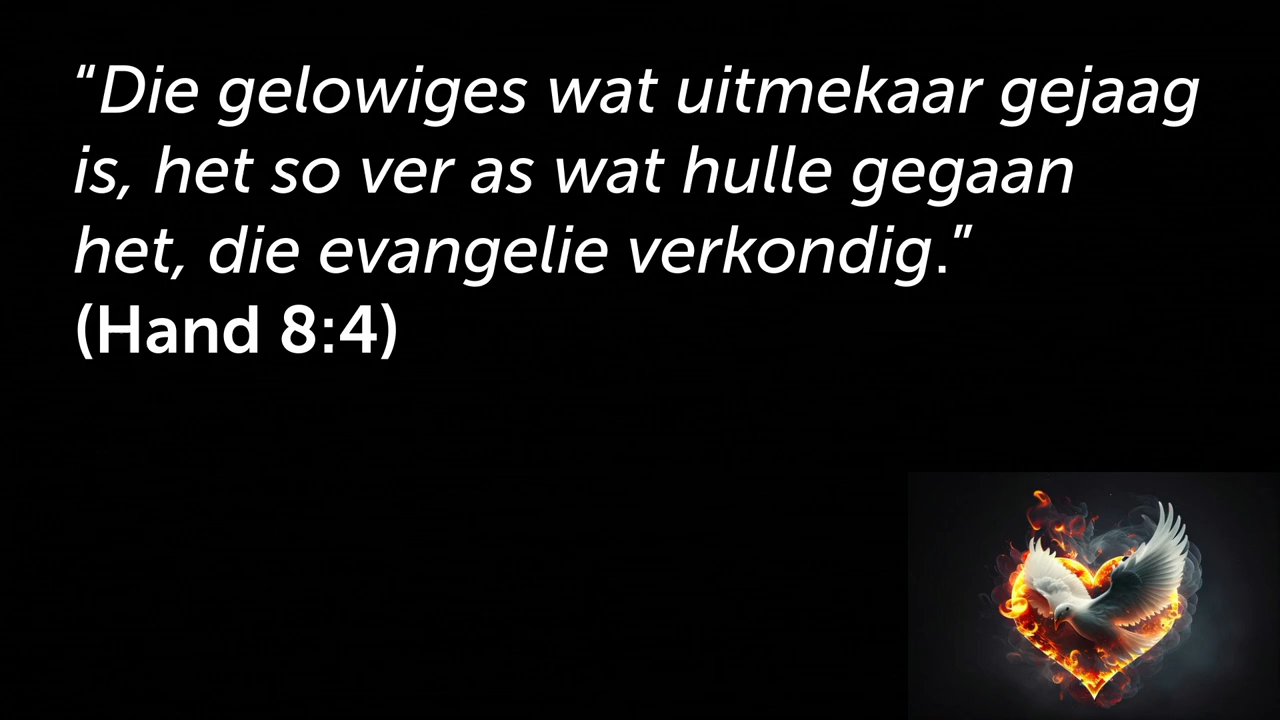 “Die gelowiges wat uitmekaar gejaag
is, het so ver as wat hulle gegaan
het, die evangelie verkondig.”
(Hand 8:4)